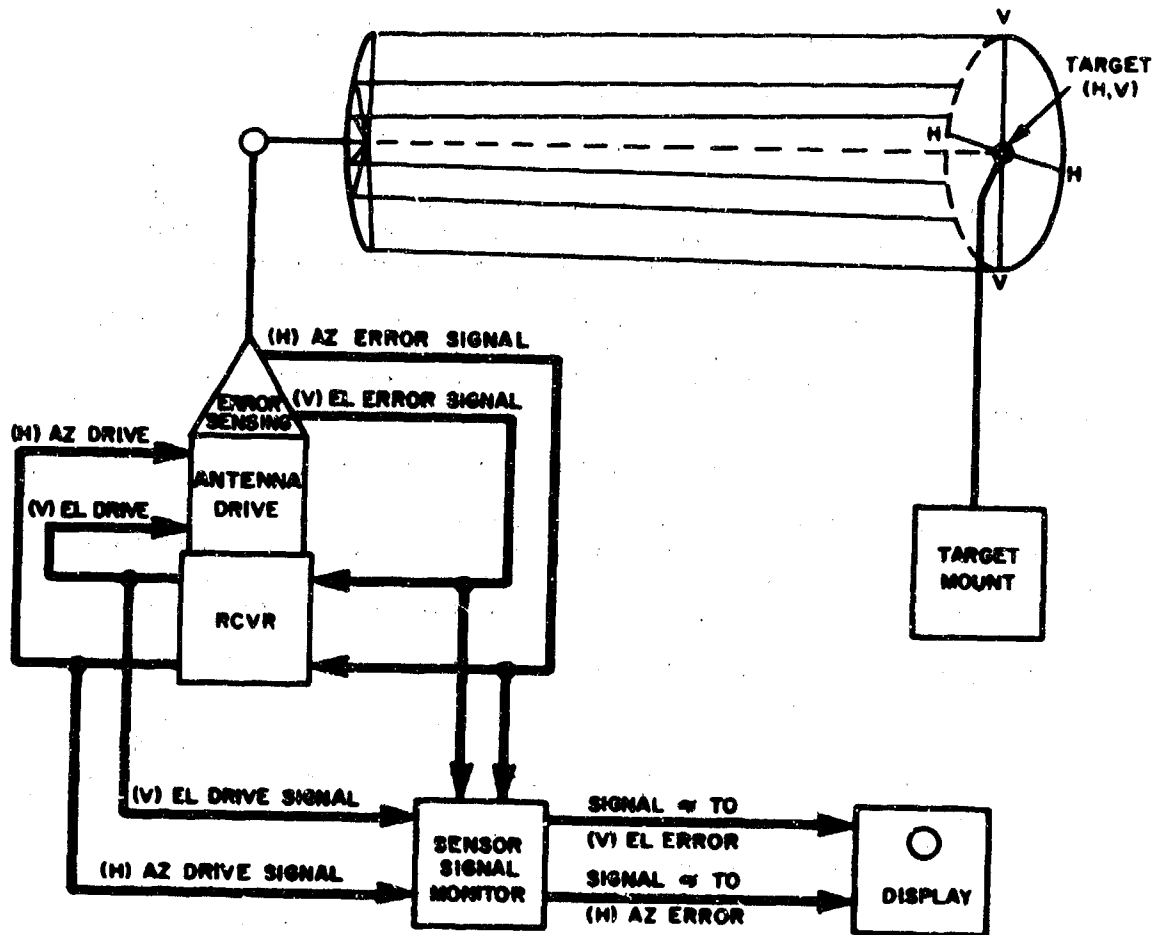 V
TARGET
(H,V)
H
H
V
(H) AZ ERROR SIGNAL
(V) EL ERROR SIGNAL
ERROR
SENSING
(H) AZ DRIVE
ANTENNA
DRIVE
(V) EL DRIVE
RCVR
TARGET
MOUNT
(V) EL DRIVE SIGNAL
(H) AZ DRIVE SIGNAL
SENSOR
SIGNAL
MONITOR
SIGNAL ∝ TO
(V) EL ERROR
SIGNAL ∝ TO
(H) AZ ERROR
DISPLAY